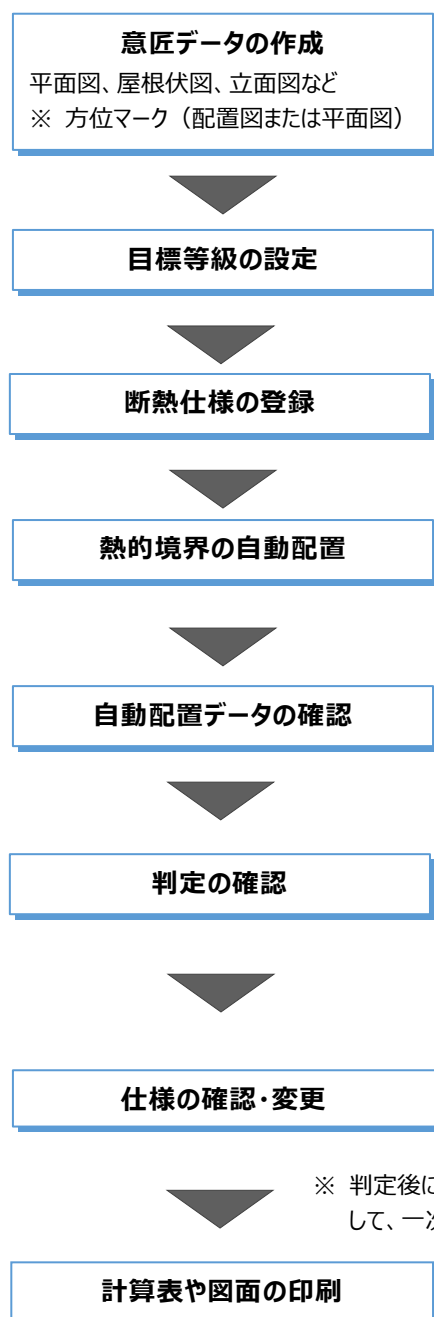 意匠データの作成
平面図、屋根伏図、立面図など
※ 方位マーク（配置図または平面図）
目標等級の設定
断熱仕様の登録
熱的境界の自動配置
自動配置データの確認
判定の確認
仕様の確認・変更
※ 判定後に
して、一次
計算表や図面の印刷